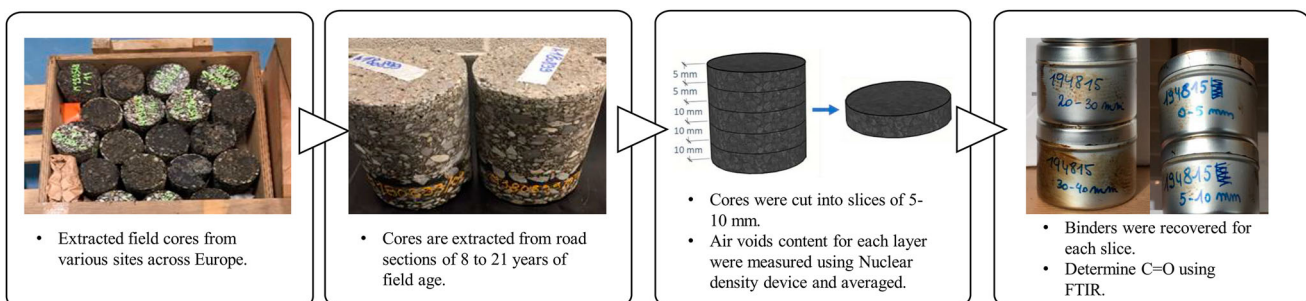 5 mm
5 mm
10 mm
10 mm
10 mm
194815
20-30 mm
194815
30-40 mm
194815
0-5 mm
194815
5-10 mm
• Extracted field cores from
various sites across Europe.
• Cores are extracted from road
sections of 8 to 21 years of
field age.
• Cores were cut into slices of 5-
10 mm.
• Air voids content for each layer
were measured using Nuclear
density device and averaged.
• Binders were recovered for
each slice.
• Determine C=O using
FTIR.